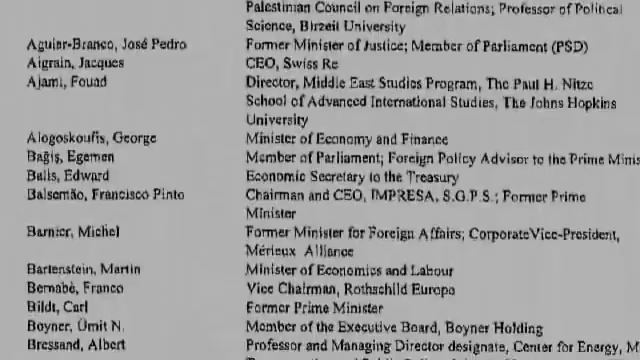 Palestinian Council on Foreign Relations; Professor of Political
Science, Birzeit University
Aguiar-Branco, José Pedro Former Minister of Justice; Member of Parliament (PSD)
Aigrain, Jacques CEO, Swiss Re
Ajami, Fouad Director, Middle East Studies Program, The Paul H. Nitze
School of Advanced International Studies, The Johns Hopkins
University
Alogoskoufis, George Minister of Economy and Finance
Bağiş, Egemen Member of Parliament; Foreign Policy Advisor to the Prime Minis
Balls, Edward Economic Secretary to the Treasury
Balsemão, Francisco Pinto Chairman and CEO, IMPRESA, S.G.P.S.; Former Prime
Minister
Barnier, Michel Former Minister for Foreign Affairs; CorporateVice-President,
Mérieux Alliance
Bartenstein, Martin Minister of Economics and Labour
Bernabè, Franco Vice Chairman, Rothschild Europe
Bildt, Carl Former Prime Minister
Boyner, Ümit N. Member of the Executive Board, Boyner Holding
Bressand, Albert Professor and Managing Director designate, Center for Energy, M